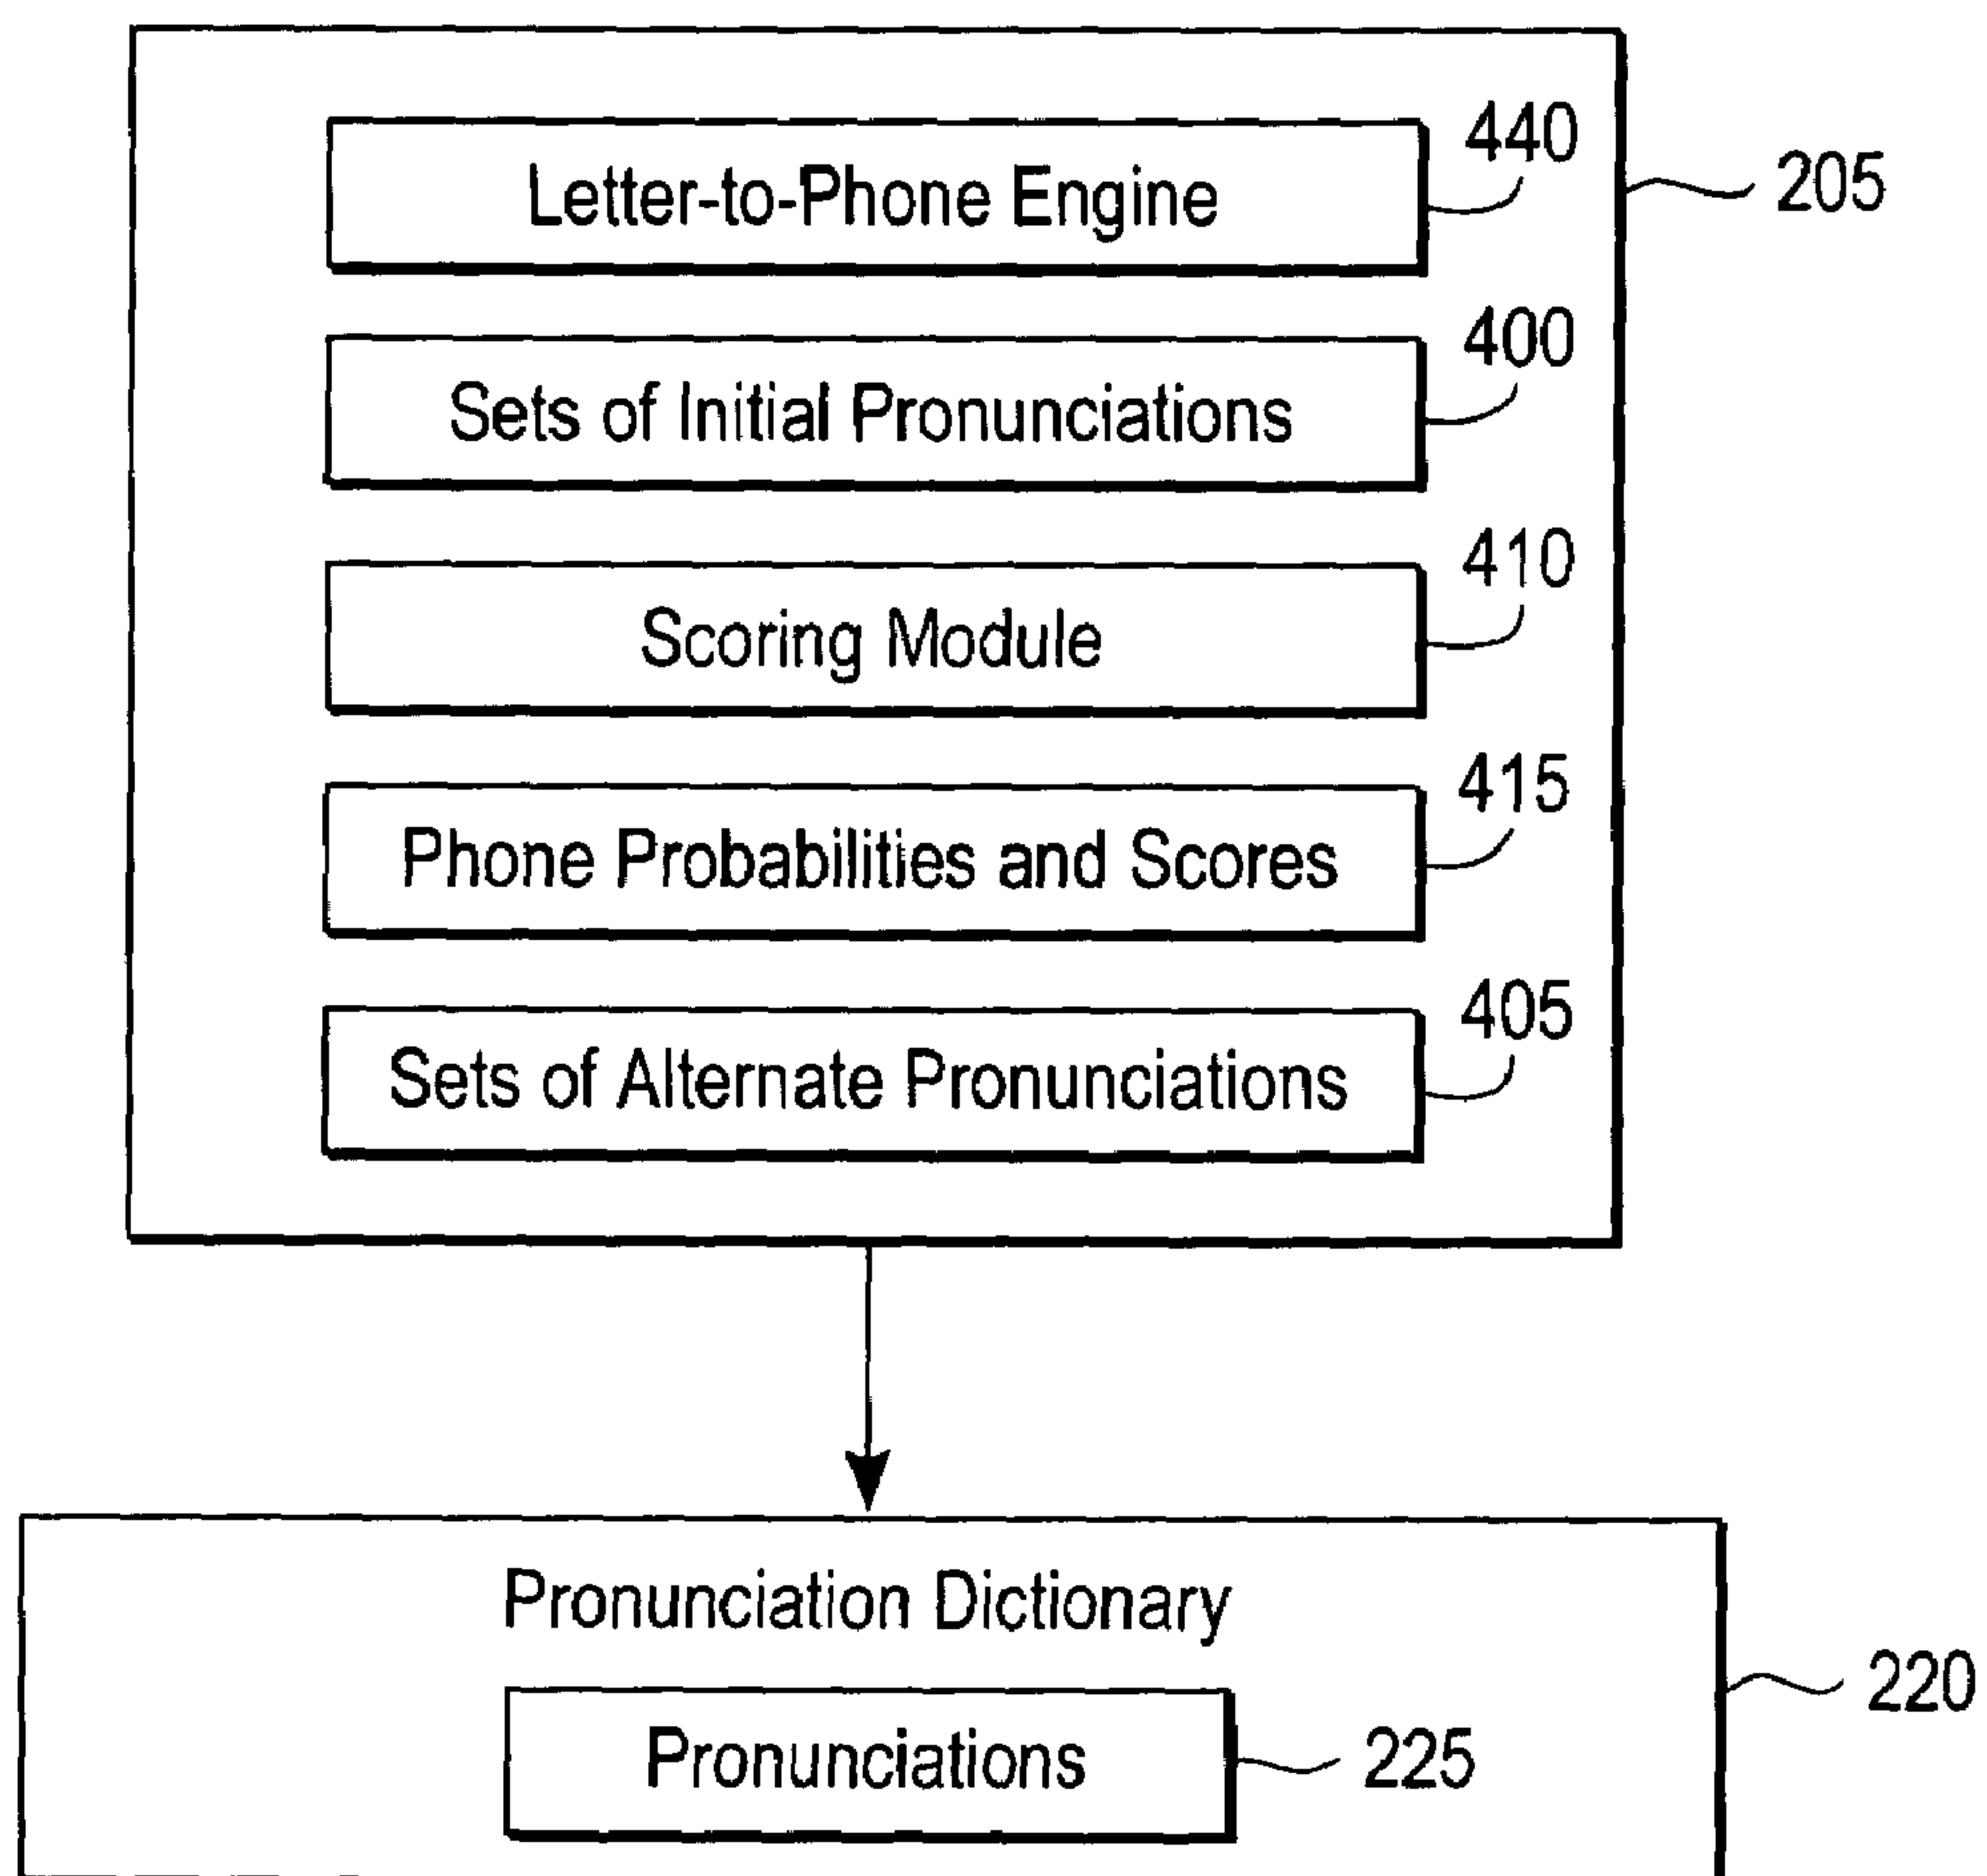 Letter-to-Phone Engine
440
205
Sets of Initial Pronunciations
400
Scoring Module
410
Phone Probabilities and Scores
415
Sets of Alternate Pronunciations
405
Pronunciation Dictionary
220
Pronunciations
225